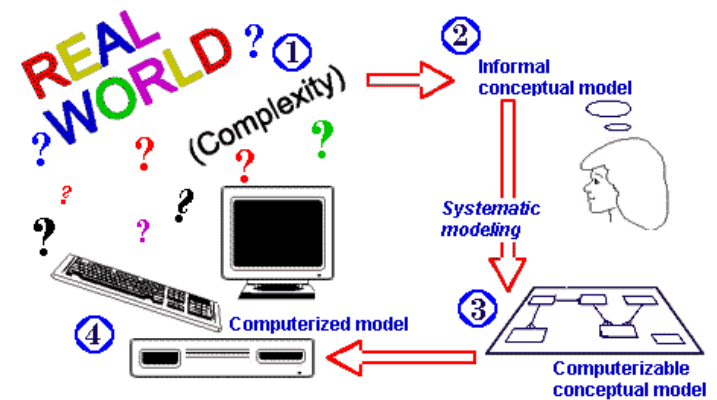 REAL
WORLD
?
1
(Complexity)
2
Informal
conceptual model
?
?
?
?
?
?
?
?
Systematic
modeling
3
4
Computerized model
Computerizable
conceptual model